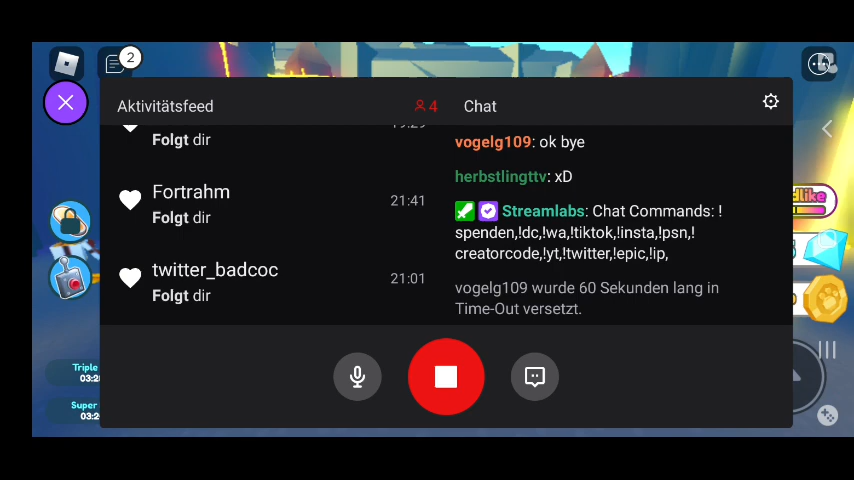 2
Aktivitätsfeed
4
Chat
Folgt dir
Fortrahm
21:41
Folgt dir
twitter_badcoc
21:01
Folgt dir
vogelg109: ok bye
herbstlingttv: xD
Streamlabs: Chat Commands: !
spenden,!dc,!wa,!tiktok,!insta,!psn,!
creatorcode,!yt,!twitter,!epic,!ip,
vogelg109 wurde 60 Sekunden lang in
Time-Out versetzt.
Triple
Super